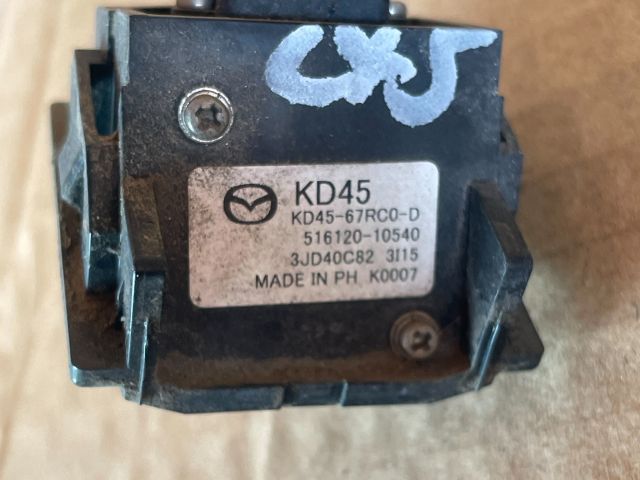 CX5
KD45
KD45-67RC0-D
516120-10540
3JD40C82 3I15
MADE IN PH K0007